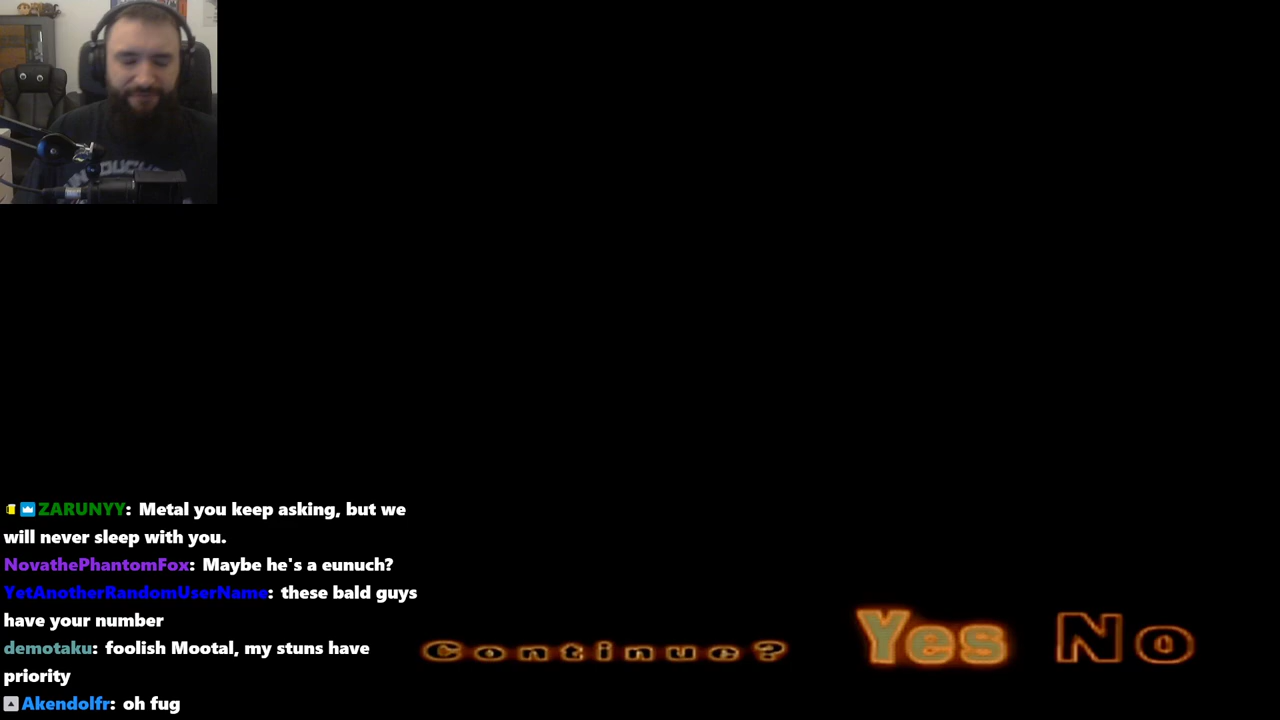 ZARUNYY: Metal you keep asking, but we
will never sleep with you.
NovathePhantomFox: Maybe he's a eunuch?
YetAnotherRandomUserName: these bald guys
have your number
demotaku: foolish Mootal, my stuns have
priority
Akendolfr: oh fug
Continue? Yes No